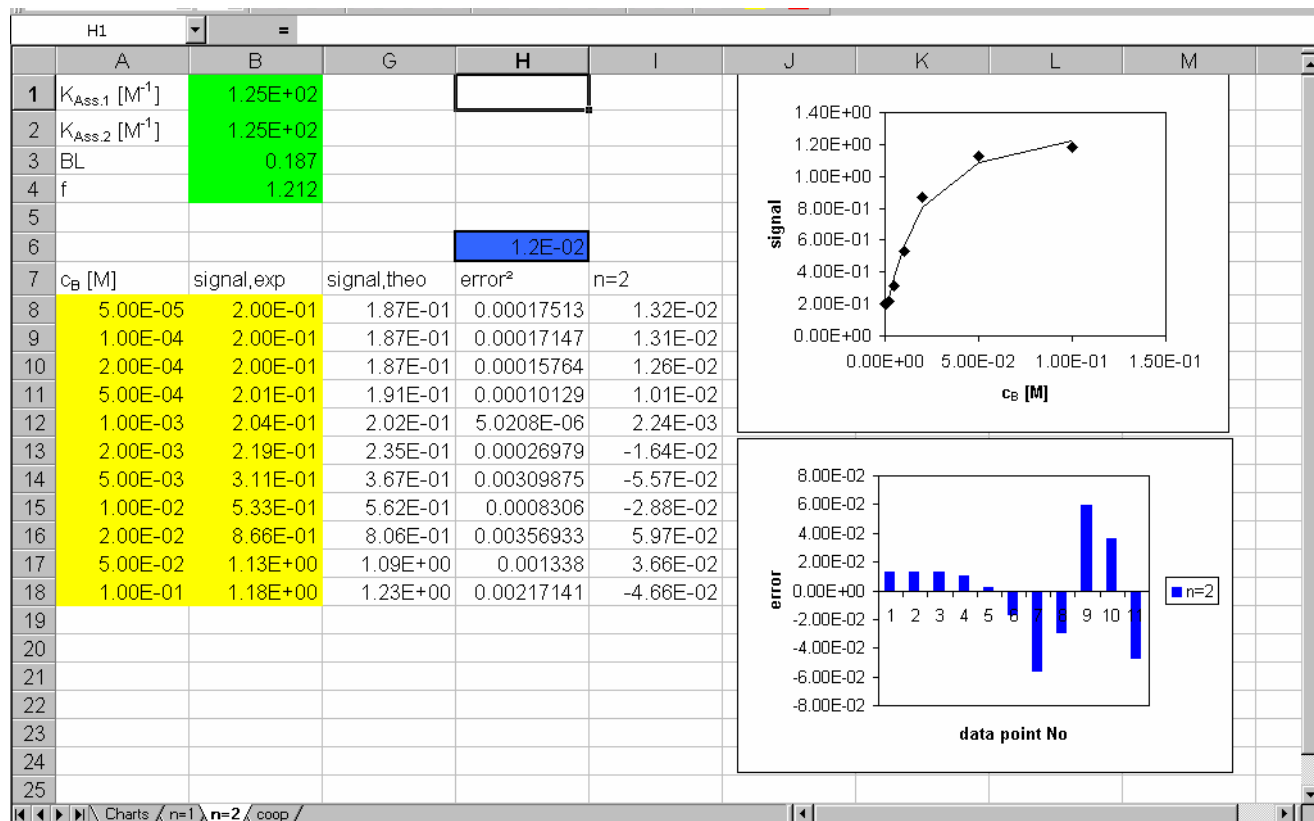 H1 =
A B G H I J K L M
1 K_Ass.1 [M⁻¹] 1.25E+02
2 K_Ass.2 [M⁻¹] 1.25E+02
3 BL 0.187
4 f 1.212
5
6 1.2E-02
7 c_B [M] signal,exp signal,theo error² n=2
8 5.00E-05 2.00E-01 1.87E-01 0.00017513 1.32E-02
9 1.00E-04 2.00E-01 1.87E-01 0.00017147 1.31E-02
10 2.00E-04 2.00E-01 1.87E-01 0.00015764 1.26E-02
11 5.00E-04 2.01E-01 1.91E-01 0.00010129 1.01E-02
12 1.00E-03 2.04E-01 2.02E-01 5.0208E-06 2.24E-03
13 2.00E-03 2.19E-01 2.35E-01 0.00026979 -1.64E-02
14 5.00E-03 3.11E-01 3.67E-01 0.00309875 -5.57E-02
15 1.00E-02 5.33E-01 5.62E-01 0.0008306 -2.88E-02
16 2.00E-02 8.66E-01 8.06E-01 0.00356933 5.97E-02
17 5.00E-02 1.13E+00 1.09E+00 0.001338 3.66E-02
18 1.00E-01 1.18E+00 1.23E+00 0.00217141 -4.66E-02
19
20
21
22
23
24
25
1.40E+00
1.20E+00
1.00E+00
8.00E-01
6.00E-01
4.00E-01
2.00E-01
0.00E+00
signal
0.00E+00 5.00E-02 1.00E-01 1.50E-01
c_B [M]
8.00E-02
6.00E-02
4.00E-02
2.00E-02
0.00E+00
-2.00E-02
-4.00E-02
-6.00E-02
-8.00E-02
error
1 2 3 4 5 6 7 8 9 10 11
n=2
data point No
Charts / n=1 \ n=2 / coop /